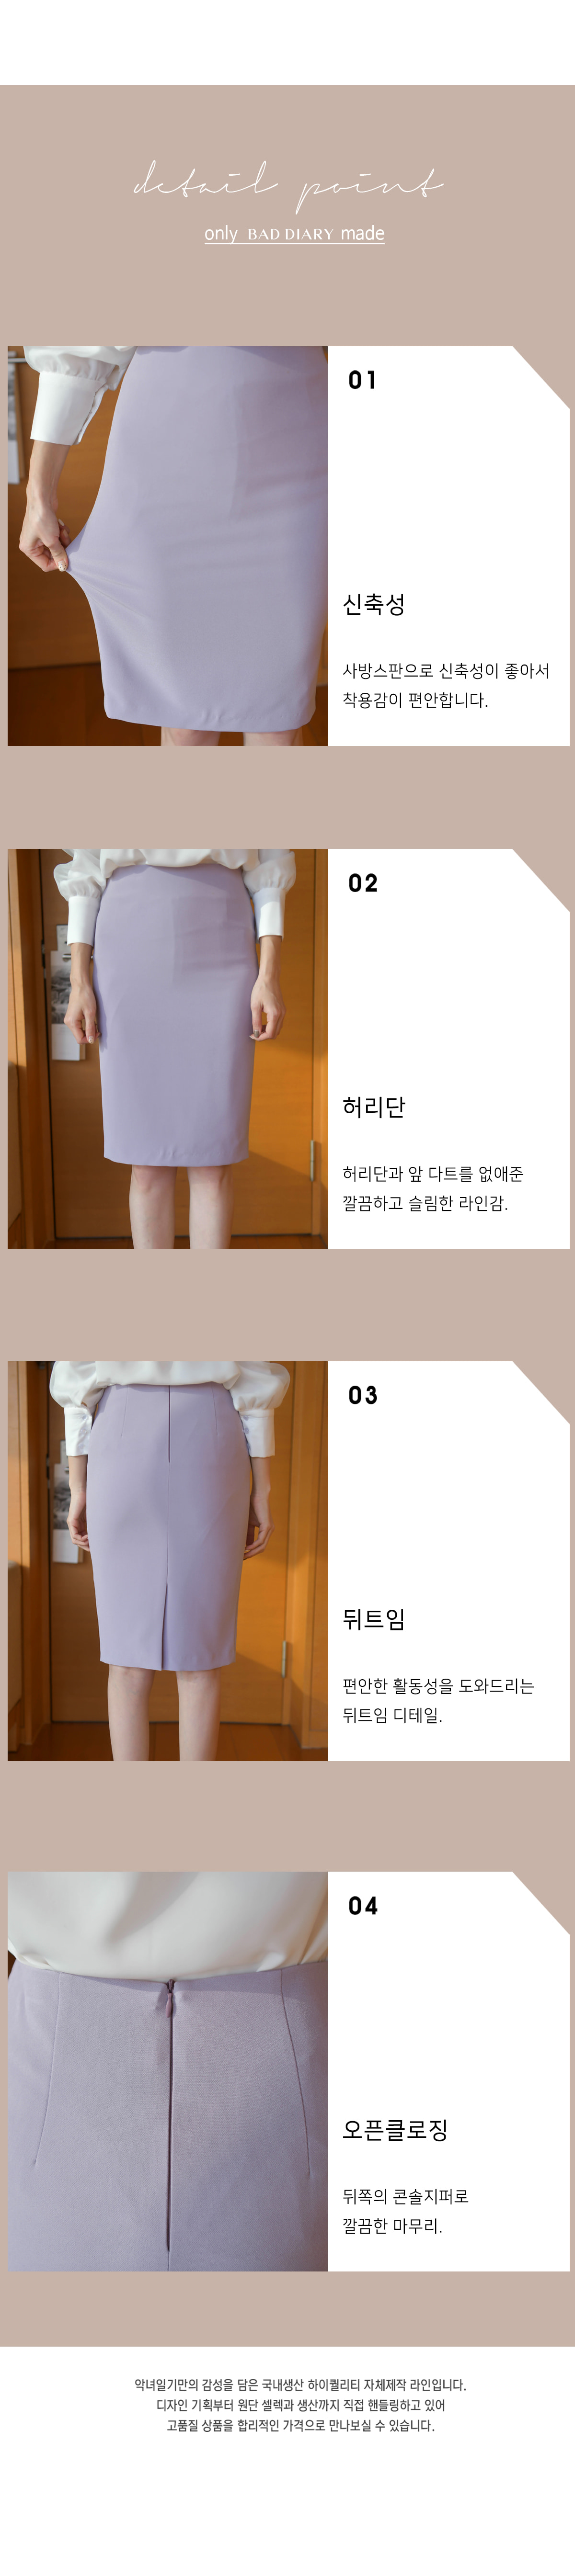 detail point
only BAD DIARY made
01
신축성
사방스판으로 신축성이 좋아서
착용감이 편안합니다.
02
허리단
허리단과 앞 다트를 없애준
깔끔하고 슬림한 라인감.
03
뒤트임
편안한 활동성을 도와드리는
뒤트임 디테일.
04
오픈클로징
뒤쪽의 콘솔지퍼로
깔끔한 마무리.
악녀일기만의 감성을 담은 국내생산 하이퀄리티 자체제작 라인입니다.
디자인 기획부터 원단 셀렉과 생산까지 직접 핸들링하고 있어
고품질 상품을 합리적인 가격으로 만나보실 수 있습니다.